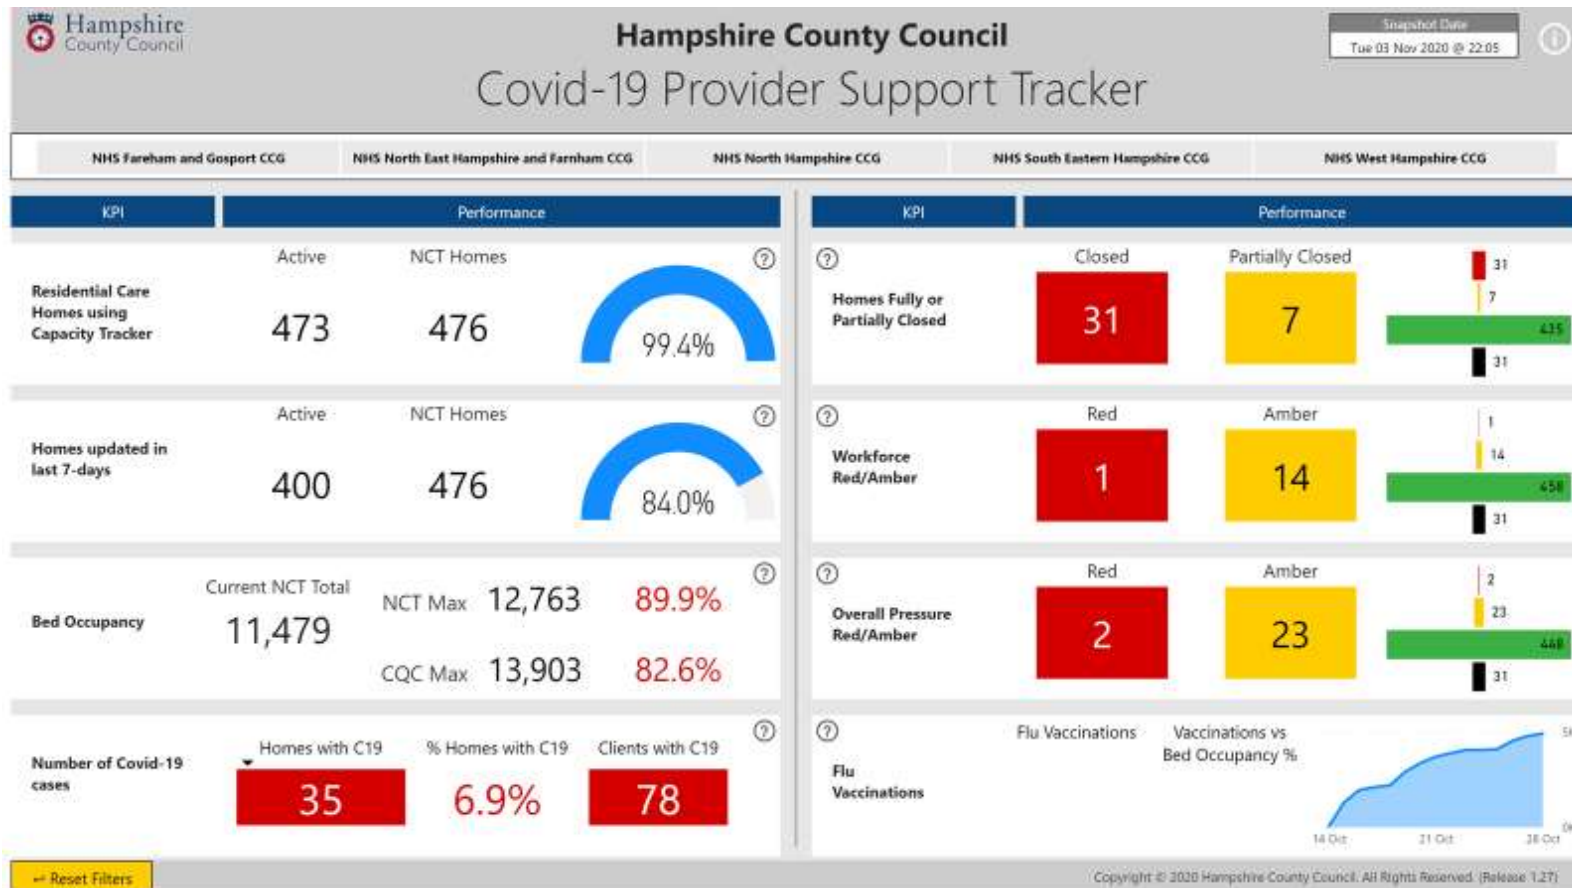 Hampshire
County Council
Hampshire County Council
Covid-19 Provider Support Tracker
Snapshot Date
Tue 03 Nov 2020 @ 22:05
NHS Fareham and Gosport CCG
NHS North East Hampshire and Farnham CCG
NHS North Hampshire CCG
NHS South Eastern Hampshire CCG
NHS West Hampshire CCG
KPI
Performance
Residential Care
Homes using
Capacity Tracker
Active
NCT Homes
473
476
99.4%
?
Homes updated in
last 7-days
Active
NCT Homes
400
476
84.0%
?
Bed Occupancy
Current NCT Total
11,479
NCT Max 12,763 89.9%
CQC Max 13,903 82.6%
?
Number of Covid-19
cases
Homes with C19
% Homes with C19
Clients with C19
35
6.9%
78
?
KPI
Performance
?
Homes Fully or
Partially Closed
Closed
Partially Closed
31
7
31
7
435
31
?
Workforce
Red/Amber
Red
Amber
1
14
1
14
458
31
?
Overall Pressure
Red/Amber
Red
Amber
2
23
2
23
448
31
?
Flu
Vaccinations
Flu Vaccinations
Vaccinations vs
Bed Occupancy %
14 Oct
21 Oct
28 Oct
Reset Filters
Copyright © 2020 Hampshire County Council. All Rights Reserved. (Release 1.27)